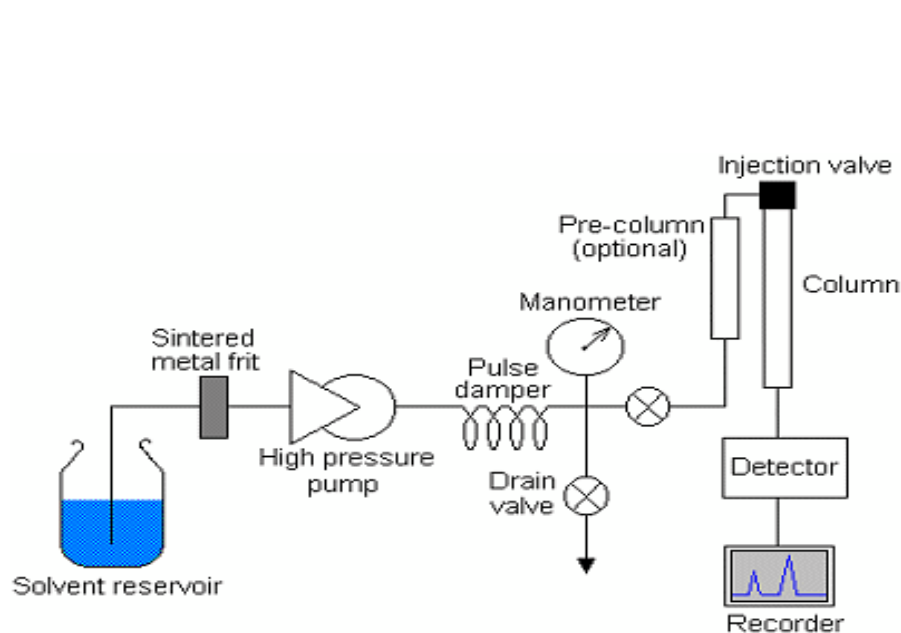 Injection valve
Pre-column
(optional)
Column
Manometer
Sintered
metal frit
Pulse
damper
High pressure
pump
Detector
Drain
valve
Solvent reservoir
Recorder